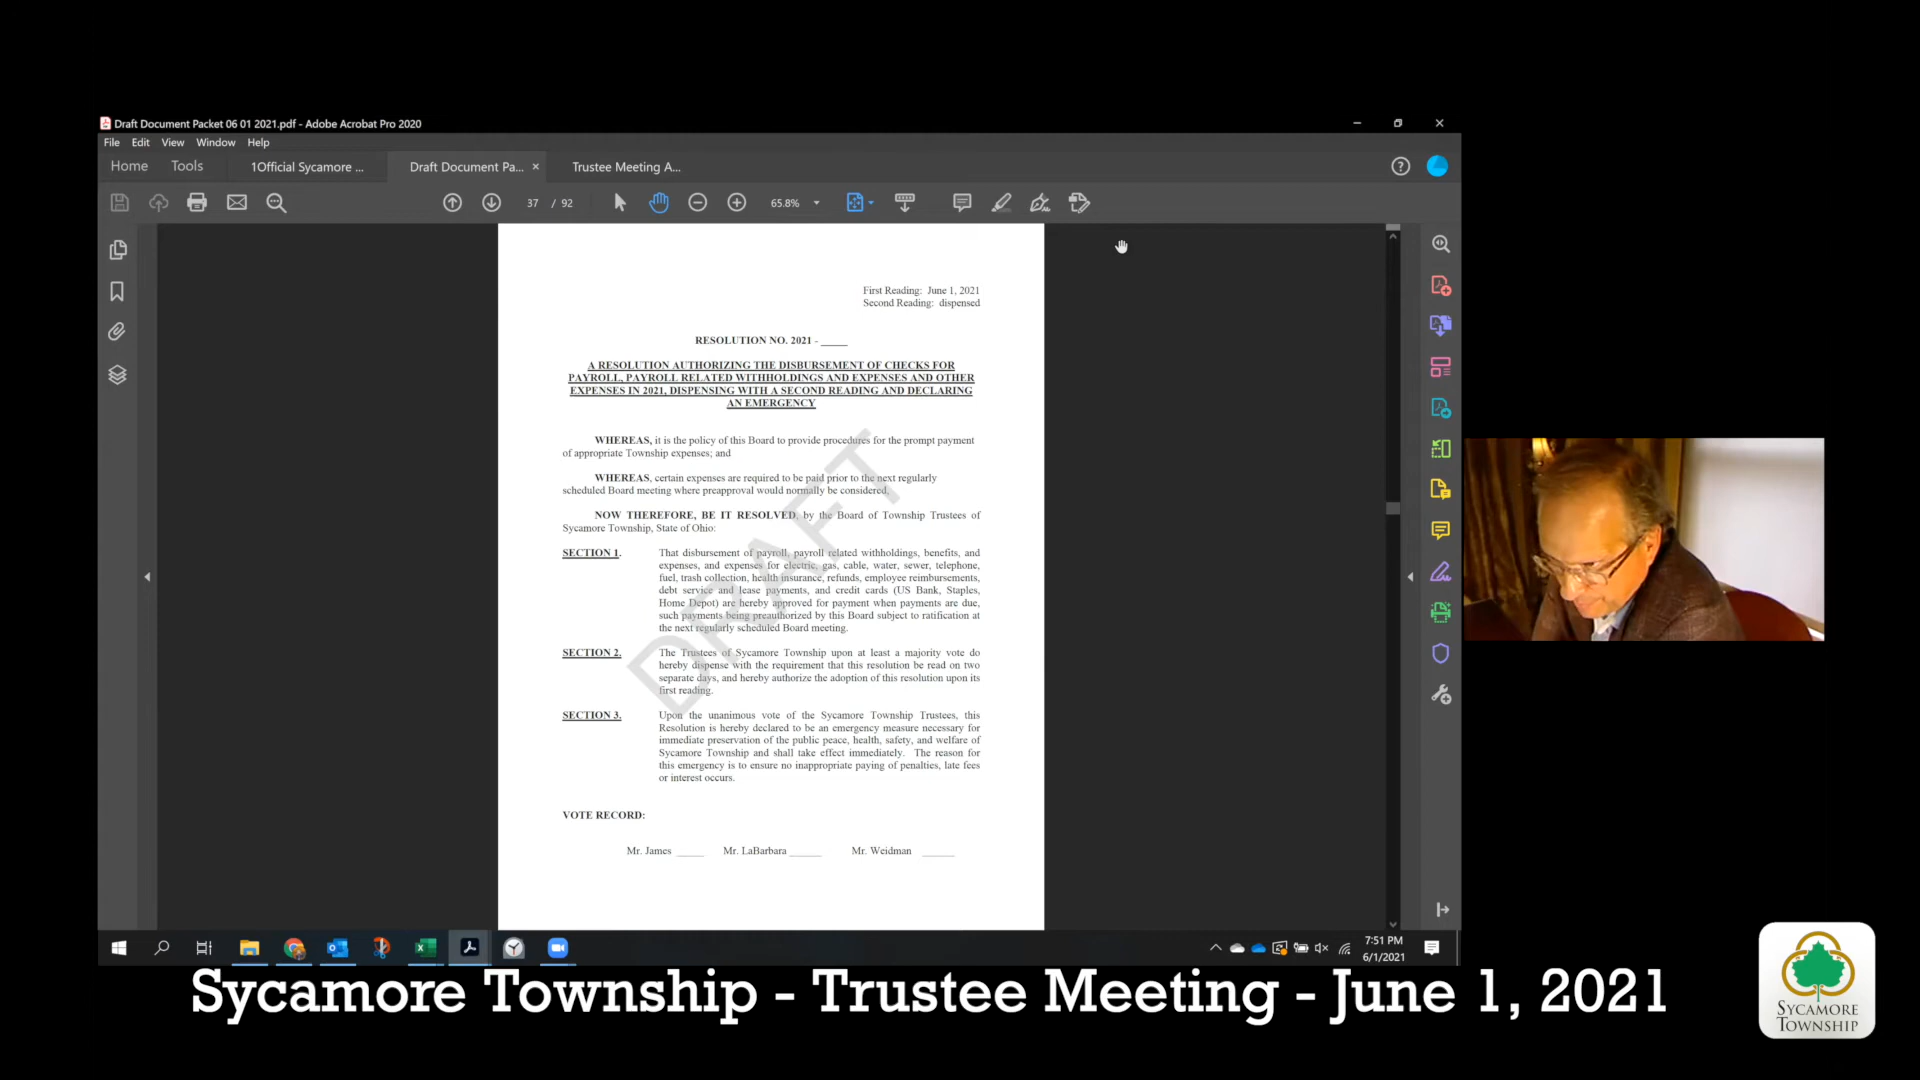 Draft Document Packet 06 01 2021.pdf - Adobe Acrobat Pro 2020
File Edit View Window Help
Home Tools 1Official Sycamore ... Draft Document Pa... × Trustee Meeting A...
37 / 92 65.8%
First Reading: June 1, 2021
Second Reading: dispensed
RESOLUTION NO. 2021 - ____
A RESOLUTION AUTHORIZING THE DISBURSEMENT OF CHECKS FOR
PAYROLL, PAYROLL RELATED WITHHOLDINGS AND EXPENSES AND OTHER
EXPENSES IN 2021, DISPENSING WITH A SECOND READING AND DECLARING
AN EMERGENCY
WHEREAS, it is the policy of this Board to provide procedures for the prompt payment
of appropriate Township expenses; and
WHEREAS, certain expenses are required to be paid prior to the next regularly
scheduled Board meeting where preapproval would normally be considered,
NOW THEREFORE, BE IT RESOLVED, by the Board of Township Trustees of
Sycamore Township, State of Ohio:
SECTION 1. That disbursement of payroll, payroll related withholdings, benefits, and
expenses, and expenses for electric, gas, cable, water, sewer, telephone,
fuel, trash collection, health insurance, refunds, employee reimbursements,
debt service and lease payments, and credit cards (US Bank, Staples,
Home Depot) are hereby approved for payment when payments are due,
such payments being preauthorized by this Board subject to ratification at
the next regularly scheduled Board meeting.
SECTION 2. The Trustees of Sycamore Township upon at least a majority vote do
hereby dispense with the requirement that this resolution be read on two
separate days, and hereby authorize the adoption of this resolution upon its
first reading.
SECTION 3. Upon the unanimous vote of the Sycamore Township Trustees, this
Resolution is hereby declared to be an emergency measure necessary for
immediate preservation of the public peace, health, safety, and welfare of
Sycamore Township and shall take effect immediately. The reason for
this emergency is to ensure no inappropriate paying of penalties, late fees
or interest occurs.
VOTE RECORD:
Mr. James _____ Mr. LaBarbara _____ Mr. Weidman _____
DRAFT
7:51 PM
6/1/2021
Sycamore Township - Trustee Meeting - June 1, 2021
SYCAMORE
TOWNSHIP